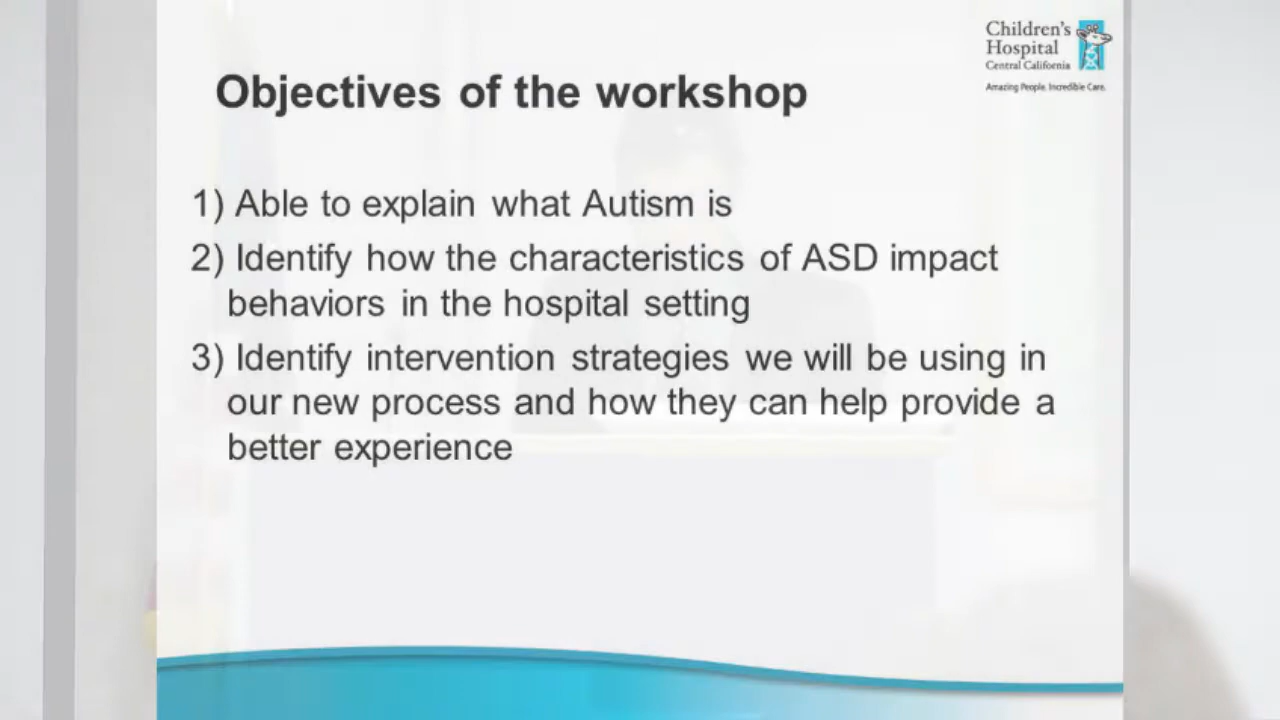 Children's
Hospital
Central California
Amazing People. Incredible Care.
Objectives of the workshop
1) Able to explain what Autism is
2) Identify how the characteristics of ASD impact
behaviors in the hospital setting
3) Identify intervention strategies we will be using in
our new process and how they can help provide a
better experience